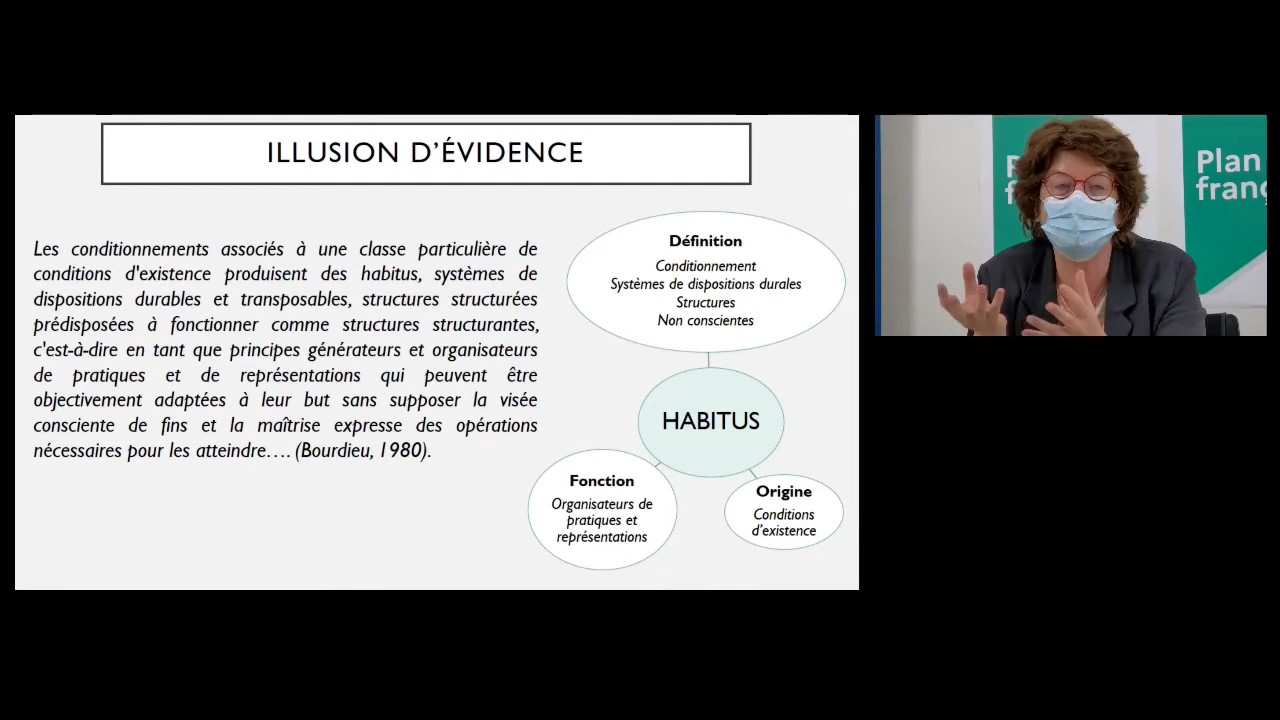 ILLUSION D’ÉVIDENCE
Les conditionnements associés à une classe particulière de
conditions d'existence produisent des habitus, systèmes de
dispositions durables et transposables, structures structurées
prédisposées à fonctionner comme structures structurantes,
c'est-à-dire en tant que principes générateurs et organisateurs
de pratiques et de représentations qui peuvent être
objectivement adaptées à leur but sans supposer la visée
consciente de fins et la maîtrise expresse des opérations
nécessaires pour les atteindre…. (Bourdieu, 1980).
Définition
Conditionnement
Systèmes de dispositions durales
Structures
Non conscientes
HABITUS
Fonction
Organisateurs de
pratiques et
représentations
Origine
Conditions
d’existence
Plan
franç